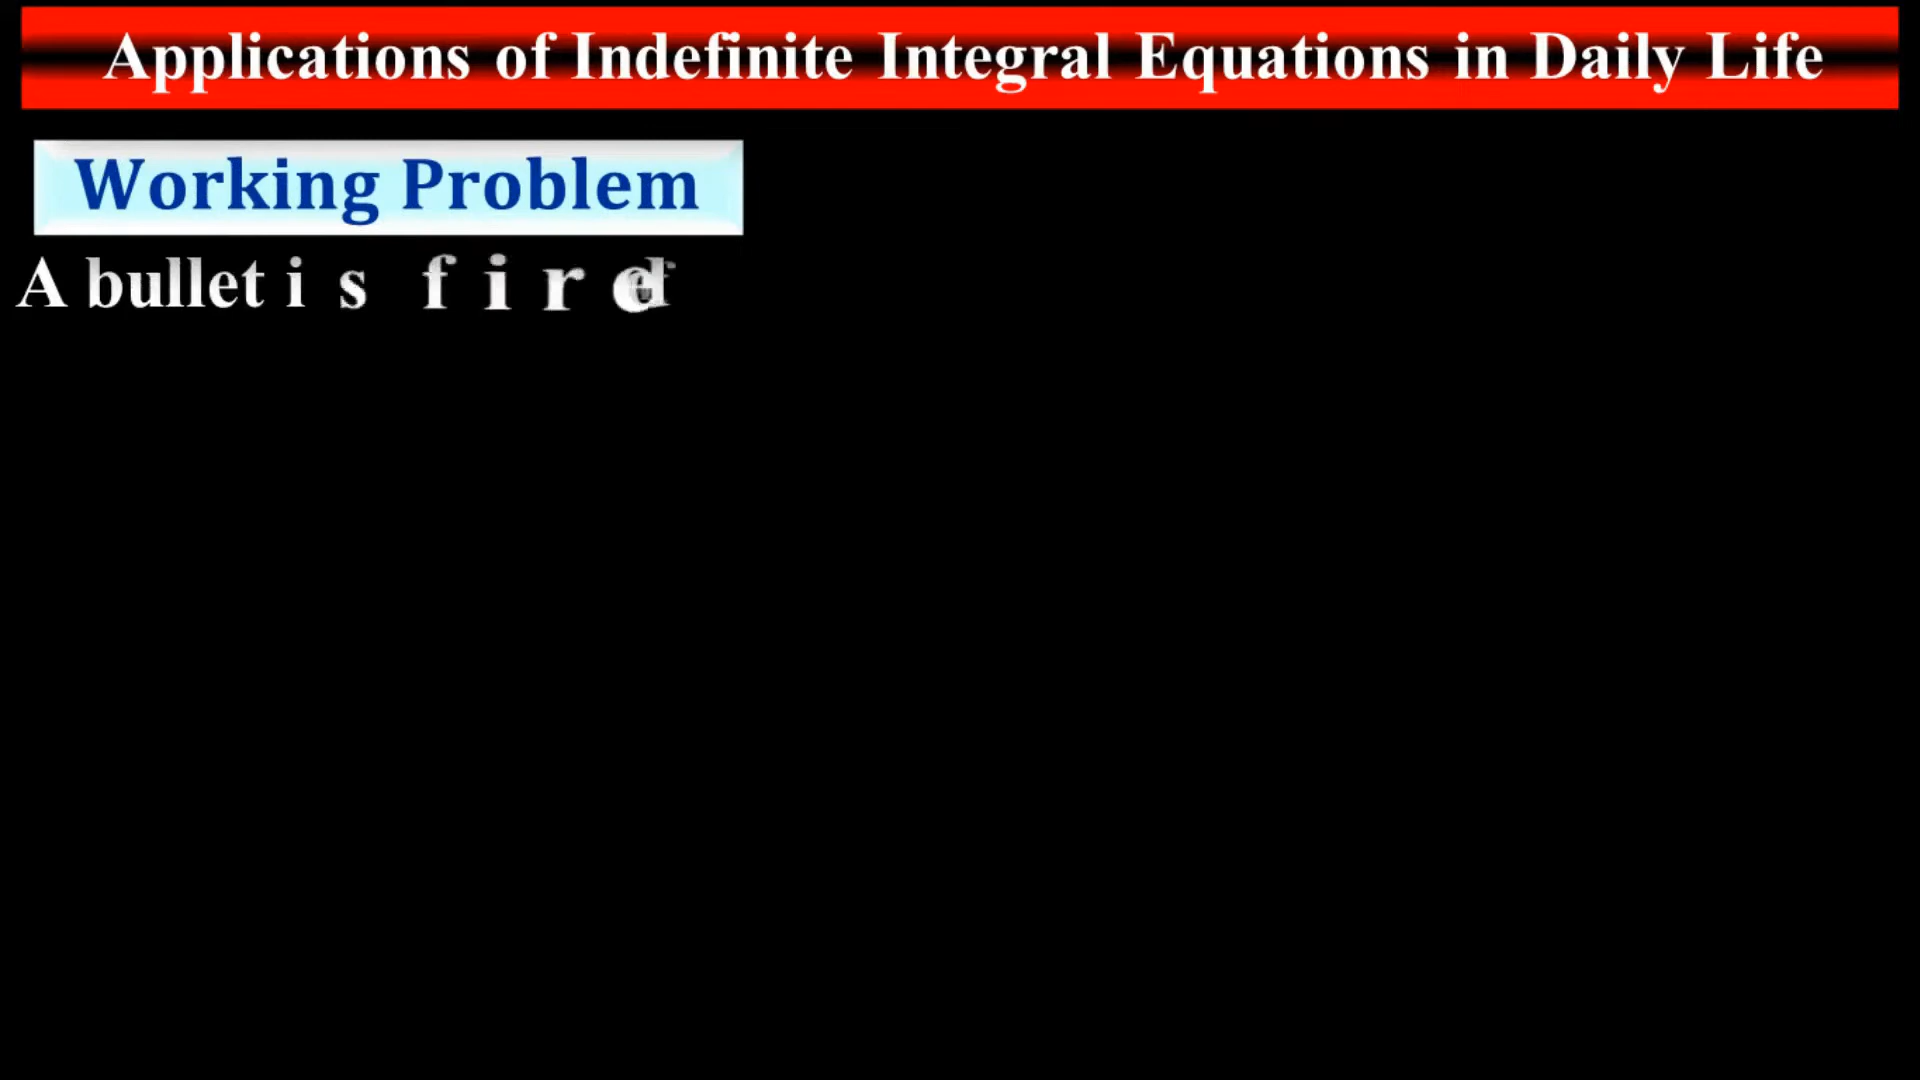 Applications of Indefinite Integral Equations in Daily Life
Working Problem
A bullet is fired